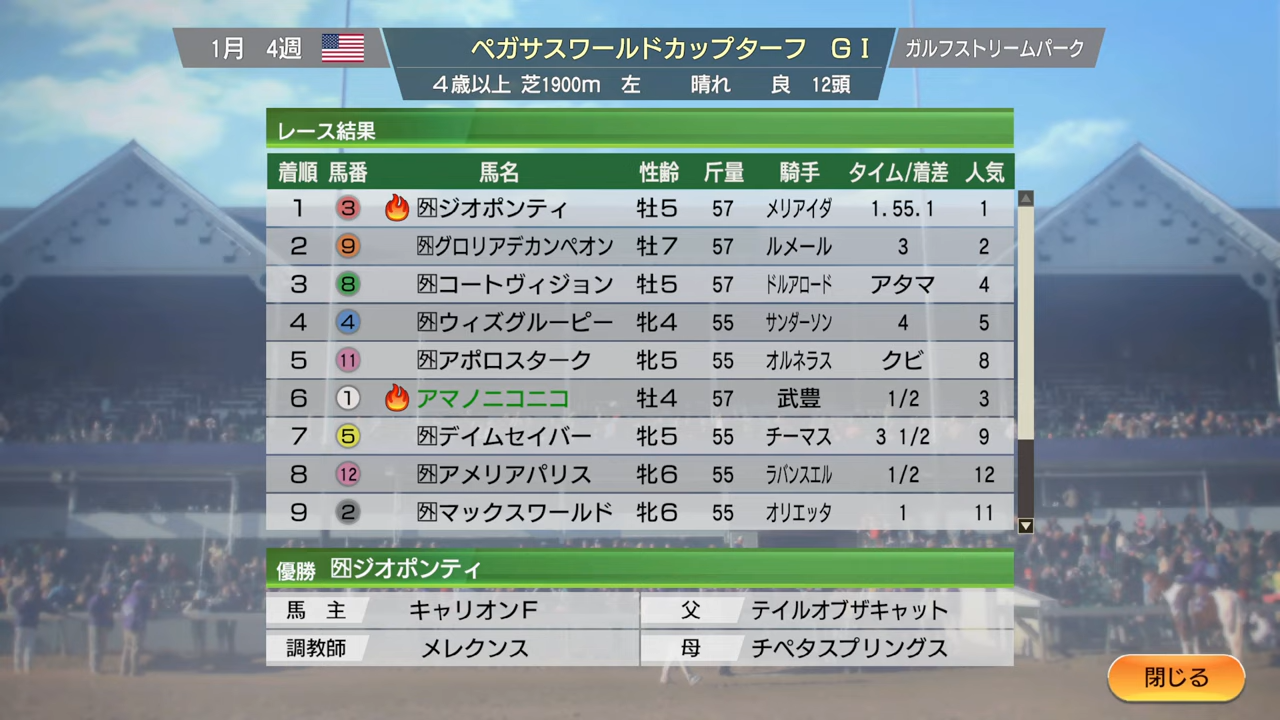 1月 4週 ペガサスワールドカップターフ GⅠ ガルフストリームパーク
4歳以上 芝1900m 左 晴れ 良 12頭
レース結果
着順 馬番 馬名 性齢 斤量 騎手 タイム/着差 人気
1 3 外ジオポンティ 牡5 57 メリアイダ 1.55.1 1
2 9 外グロリアデカンペオン 牡7 57 ルメール 3 2
3 8 外コートヴィジョン 牡5 57 ドルアロード アタマ 4
4 4 外ウィズグルーピー 牝4 55 サンダーソン 4 5
5 11 外アポロスターク 牝5 55 オルネラス クビ 8
6 1 アマノニコニコ 牡4 57 武豊 1/2 3
7 5 外デイムセイバー 牝5 55 チーマス 3 1/2 9
8 12 外アメリアパリス 牝6 55 ラバンスエル 1/2 12
9 2 外マックスワールド 牝6 55 オリエッタ 1 11
優勝 外ジオポンティ
馬主 キャリオンF 父 テイルオブザキャット
調教師 メレクンス 母 チペタスプリングス
閉じる